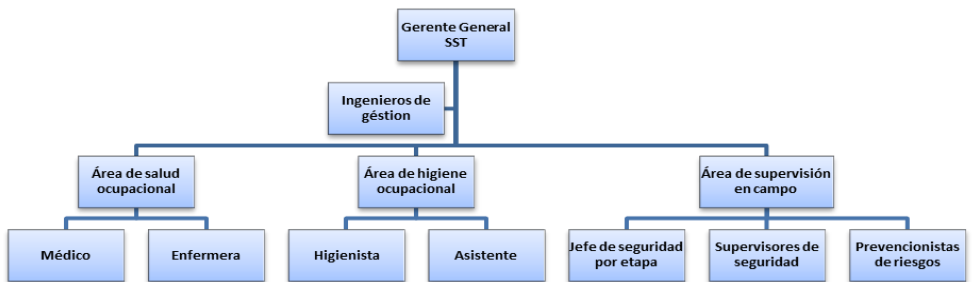 Gerente General
SST
Ingenieros de
géstion
Área de salud
ocupacional
Área de higiene
ocupacional
Área de supervisión
en campo
Médico
Enfermera
Higienista
Asistente
Jefe de seguridad
por etapa
Supervisores de
seguridad
Prevencionistas
de riesgos